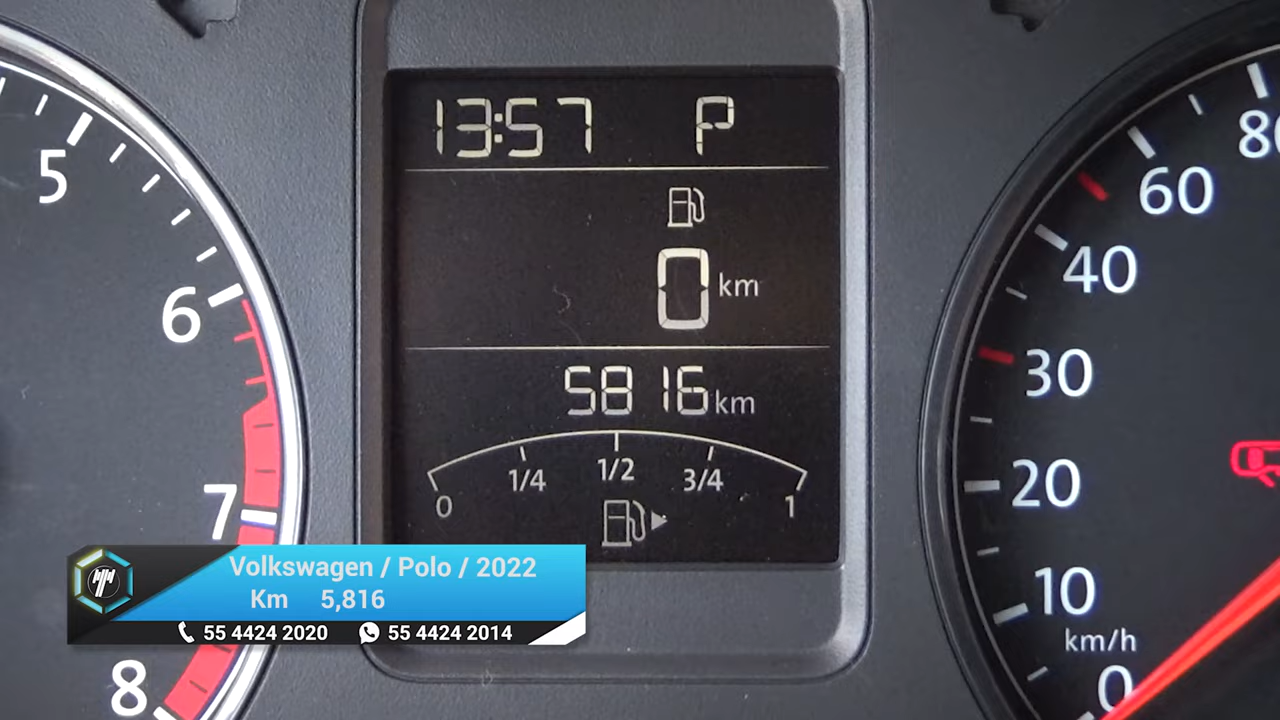 13:57 P
0 km
5816 km
0 1/4 1/2 3/4 1
5
6
7
8
80
60
40
30
20
10
km/h
0
Volkswagen / Polo / 2022
Km 5,816
55 4424 2020 55 4424 2014